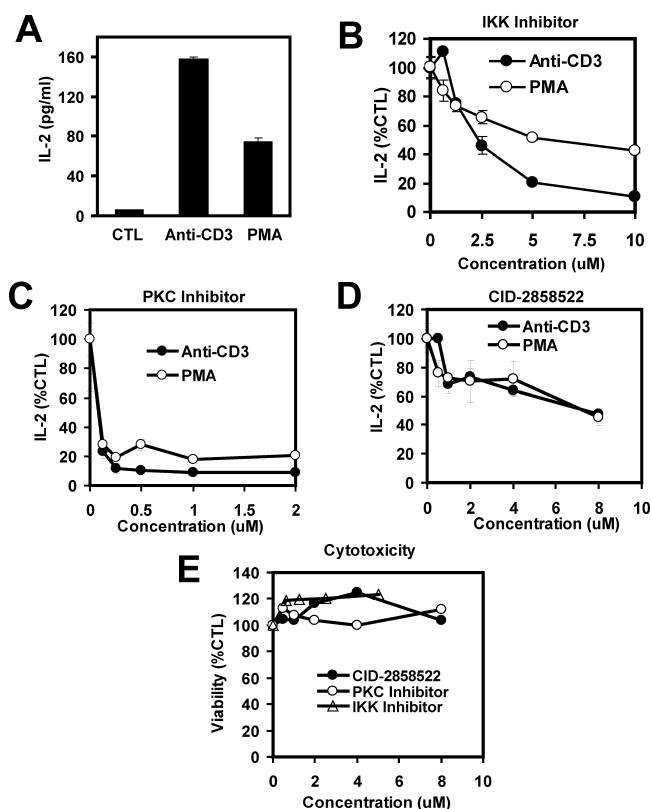 A
IL-2 (pg/ml)
160
120
80
40
0
CTL Anti-CD3 PMA
B
IKK Inhibitor
IL-2 (%CTL)
120
100
80
60
40
20
0
Anti-CD3
PMA
0 2.5 5 7.5 10
Concentration (uM)
C
PKC Inhibitor
IL-2 (%CTL)
120
100
80
60
40
20
0
Anti-CD3
PMA
0 0.5 1 1.5 2
Concentration (uM)
D
CID-2858522
IL-2 (%CTL)
120
100
80
60
40
20
0
Anti-CD3
PMA
0 2 4 6 8 10
Concentration (uM)
E
Cytotoxicity
Viability (%CTL)
140
120
100
80
60
40
20
0
CID-2858522
PKC Inhibitor
IKK Inhibitor
0 2 4 6 8 10
Concentration (uM)